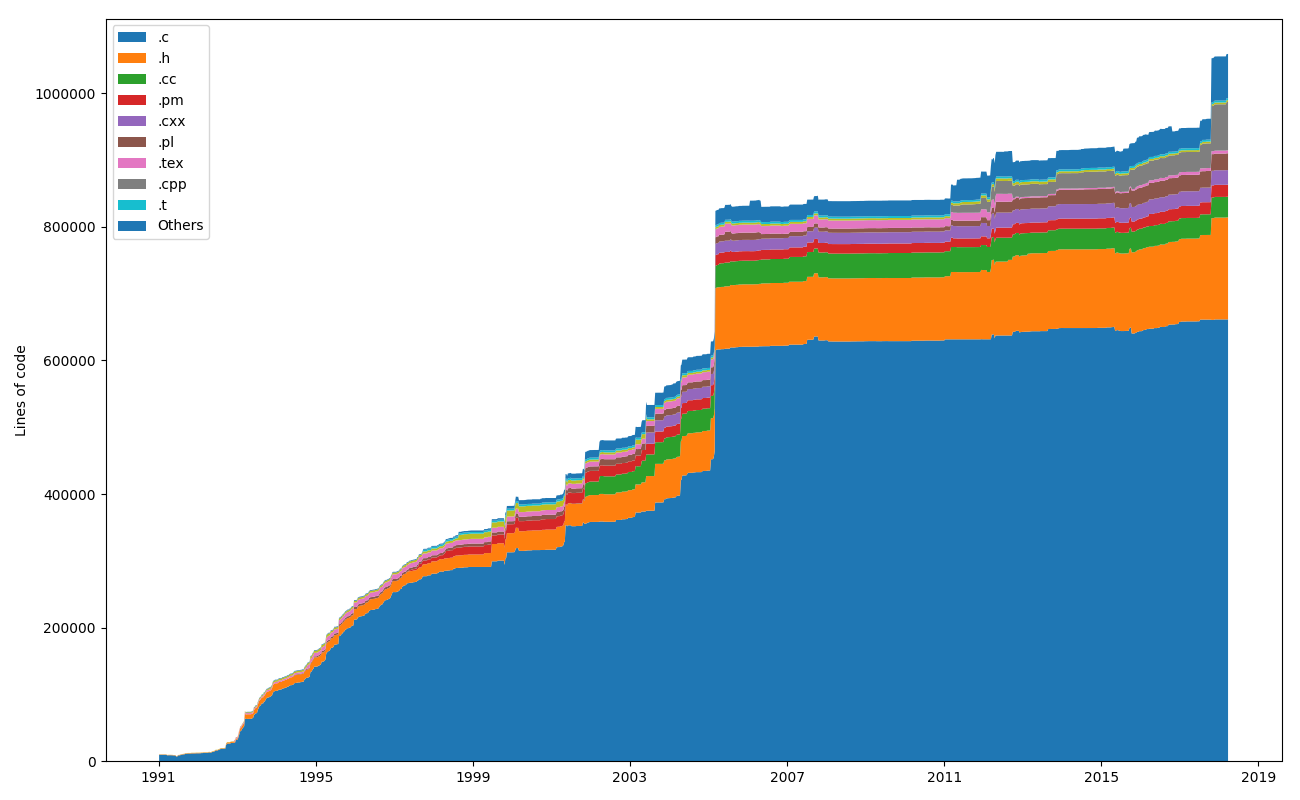 .c
.h
.cc
.pm
.cxx
.pl
.tex
.cpp
.t
Others
Lines of code
1000000
800000
600000
400000
200000
0
1991 1995 1999 2003 2007 2011 2015 2019